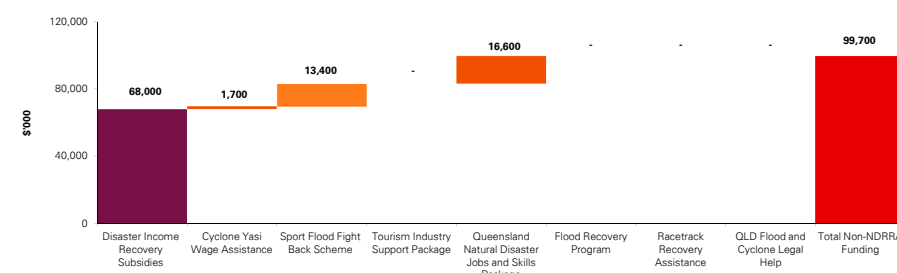 120,000
80,000
40,000
0
$'000
68,000
1,700
13,400
-
16,600
-
-
-
99,700
Disaster Income
Recovery
Subsidies
Cyclone Yasi
Wage Assistance
Sport Flood Fight
Back Scheme
Tourism Industry
Support Package
Queensland
Natural Disaster
Jobs and Skills
Package
Flood Recovery
Program
Racetrack
Recovery
Assistance
QLD Flood and
Cyclone Legal
Help
Total Non-NDRRA
Funding